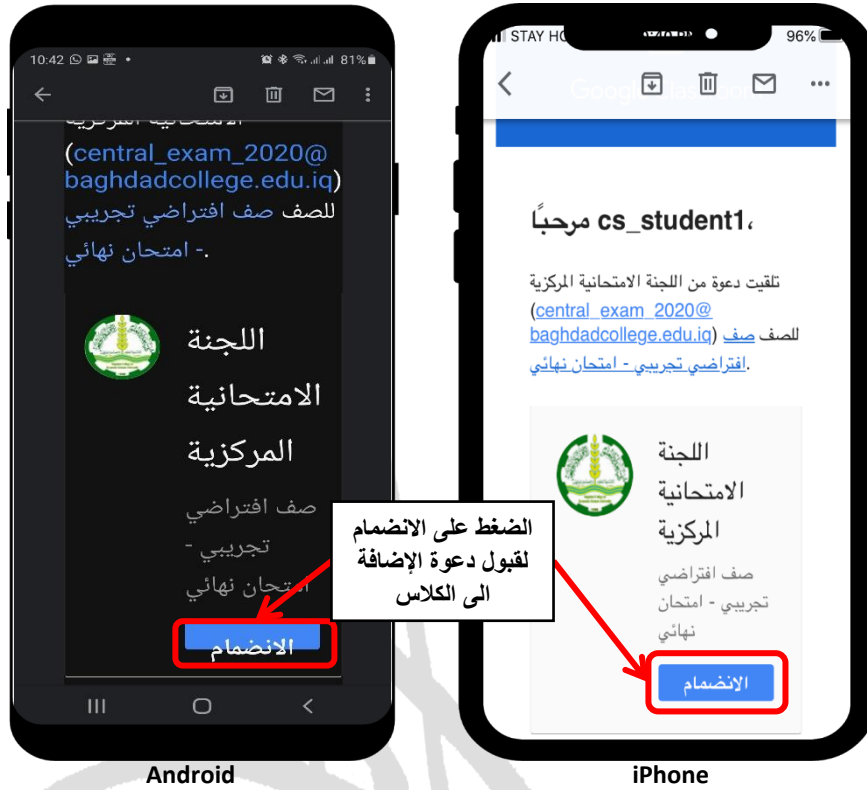 10:42
81%
الامتحانية المركزية
(central_exam_2020@
baghdadcollege.edu.iq)
للصف صف افتراضي تجريبي
- امتحان نهائي.
اللجنة
الامتحانية
المركزية
صف افتراضي
تجريبي -
امتحان نهائي
الانضمام
Android
الضغط على الانضمام
لقبول دعوة الإضافة
الى الكلاس
STAY HO
96%
مرحبًا cs_student1،
تلقيت دعوة من اللجنة الامتحانية المركزية
(central_exam_2020@
baghdadcollege.edu.iq) للصف صف
افتراضي تجريبي - امتحان نهائي.
اللجنة
الامتحانية
المركزية
صف افتراضي
تجريبي - امتحان
نهائي
الانضمام
iPhone